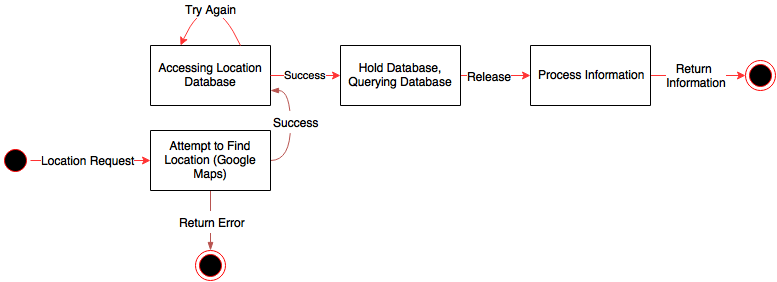 Try Again
Accessing Location
Database
Success
Hold Database,
Querying Database
Release
Process Information
Return
Information
Success
Location Request
Attempt to Find
Location (Google
Maps)
Return Error